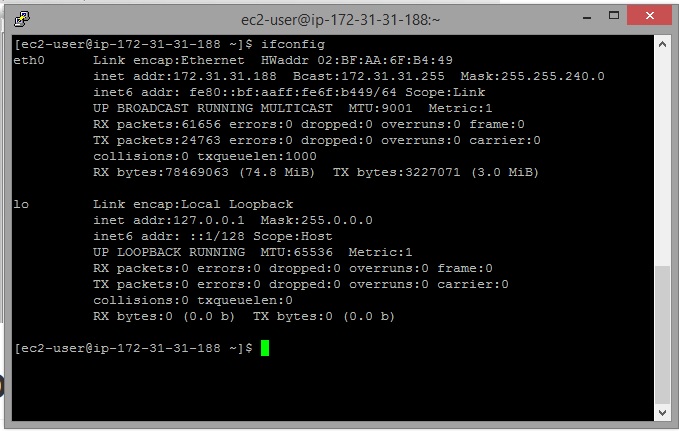 ec2-user@ip-172-31-31-188:~
[ec2-user@ip-172-31-31-188 ~]$ ifconfig
eth0      Link encap:Ethernet  HWaddr 02:BF:AA:6F:B4:49
          inet addr:172.31.31.188  Bcast:172.31.31.255  Mask:255.255.240.0
          inet6 addr: fe80::bf:aaff:fe6f:b449/64 Scope:Link
          UP BROADCAST RUNNING MULTICAST  MTU:9001  Metric:1
          RX packets:61656 errors:0 dropped:0 overruns:0 frame:0
          TX packets:24763 errors:0 dropped:0 overruns:0 carrier:0
          collisions:0 txqueuelen:1000
          RX bytes:78469063 (74.8 MiB)  TX bytes:3227071 (3.0 MiB)
lo        Link encap:Local Loopback
          inet addr:127.0.0.1  Mask:255.0.0.0
          inet6 addr: ::1/128 Scope:Host
          UP LOOPBACK RUNNING  MTU:65536  Metric:1
          RX packets:0 errors:0 dropped:0 overruns:0 frame:0
          TX packets:0 errors:0 dropped:0 overruns:0 carrier:0
          collisions:0 txqueuelen:0
          RX bytes:0 (0.0 b)  TX bytes:0 (0.0 b)
[ec2-user@ip-172-31-31-188 ~]$